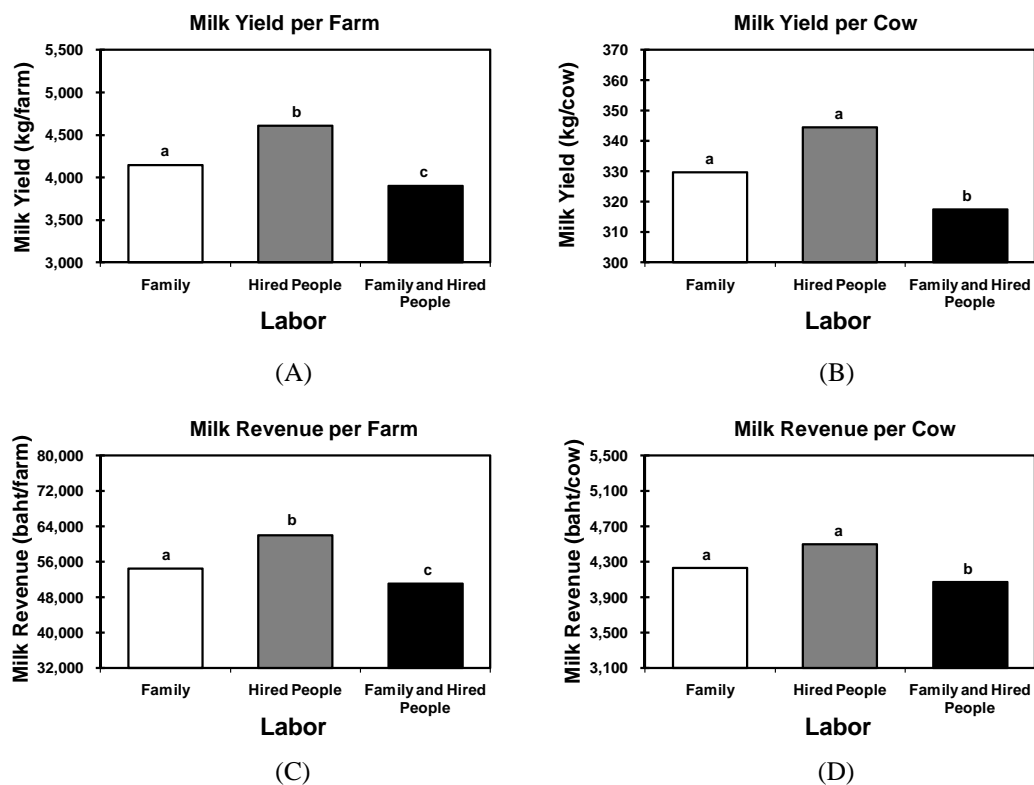 Milk Yield per Farm
Milk Yield (kg/farm)
5,500
5,000
4,500
4,000
3,500
3,000
a
b
c
Family
Hired People
Family and Hired
People
Labor
(A)
Milk Yield per Cow
Milk Yield (kg/cow)
370
360
350
340
330
320
310
300
a
a
b
Family
Hired People
Family and Hired
People
Labor
(B)
Milk Revenue per Farm
Milk Revenue (baht/farm)
80,000
72,000
64,000
56,000
48,000
40,000
32,000
a
b
c
Family
Hired People
Family and Hired
People
Labor
(C)
Milk Revenue per Cow
Milk Revenue (baht/cow)
5,500
5,100
4,700
4,300
3,900
3,500
3,100
a
a
b
Family
Hired People
Family and Hired
People
Labor
(D)